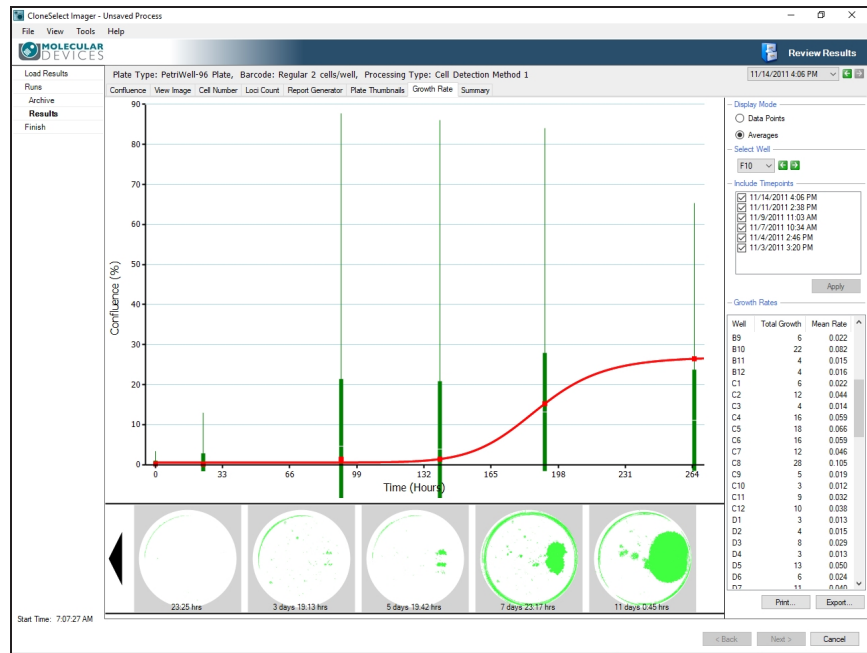 CloneSelect Imager - Unsaved Process
File View Tools Help
MOLECULAR
DEVICES
Review Results
Load Results
Runs
Archive
Results
Finish
Plate Type: PetriWell-96 Plate, Barcode: Regular 2 cells/well, Processing Type: Cell Detection Method 1
11/14/2011 4:06 PM
Confluence View Image Cell Number Loci Count Report Generator Plate Thumbnails Growth Rate Summary
90
80
70
60
50
40
30
20
10
0
Confluence (%)
0 33 66 99 132 165 198 231 264
Time (Hours)
23:25 hrs
3 days 19.13 hrs
5 days 19.42 hrs
7 days 23:17 hrs
11 days 0.45 hrs
Display Mode
Data Points
Averages
Select Well
F10
Include Timepoints
11/14/2011 4:06 PM
11/11/2011 2:38 PM
11/9/2011 11:03 AM
11/7/2011 10:34 AM
11/4/2011 2:46 PM
11/3/2011 3:20 PM
Apply
Growth Rates
Well Total Growth Mean Rate
B9 6 0.022
B10 22 0.082
B11 4 0.015
B12 4 0.016
C1 6 0.022
C2 12 0.044
C3 4 0.014
C4 16 0.059
C5 18 0.066
C6 16 0.059
C7 12 0.046
C8 28 0.105
C9 5 0.019
C10 3 0.012
C11 9 0.032
C12 10 0.038
D1 3 0.013
D2 4 0.015
D3 8 0.029
D4 3 0.013
D5 13 0.050
D6 6 0.024
D7 11 0.040
Print... Export...
Start Time: 7:07:27 AM
< Back Next > Cancel